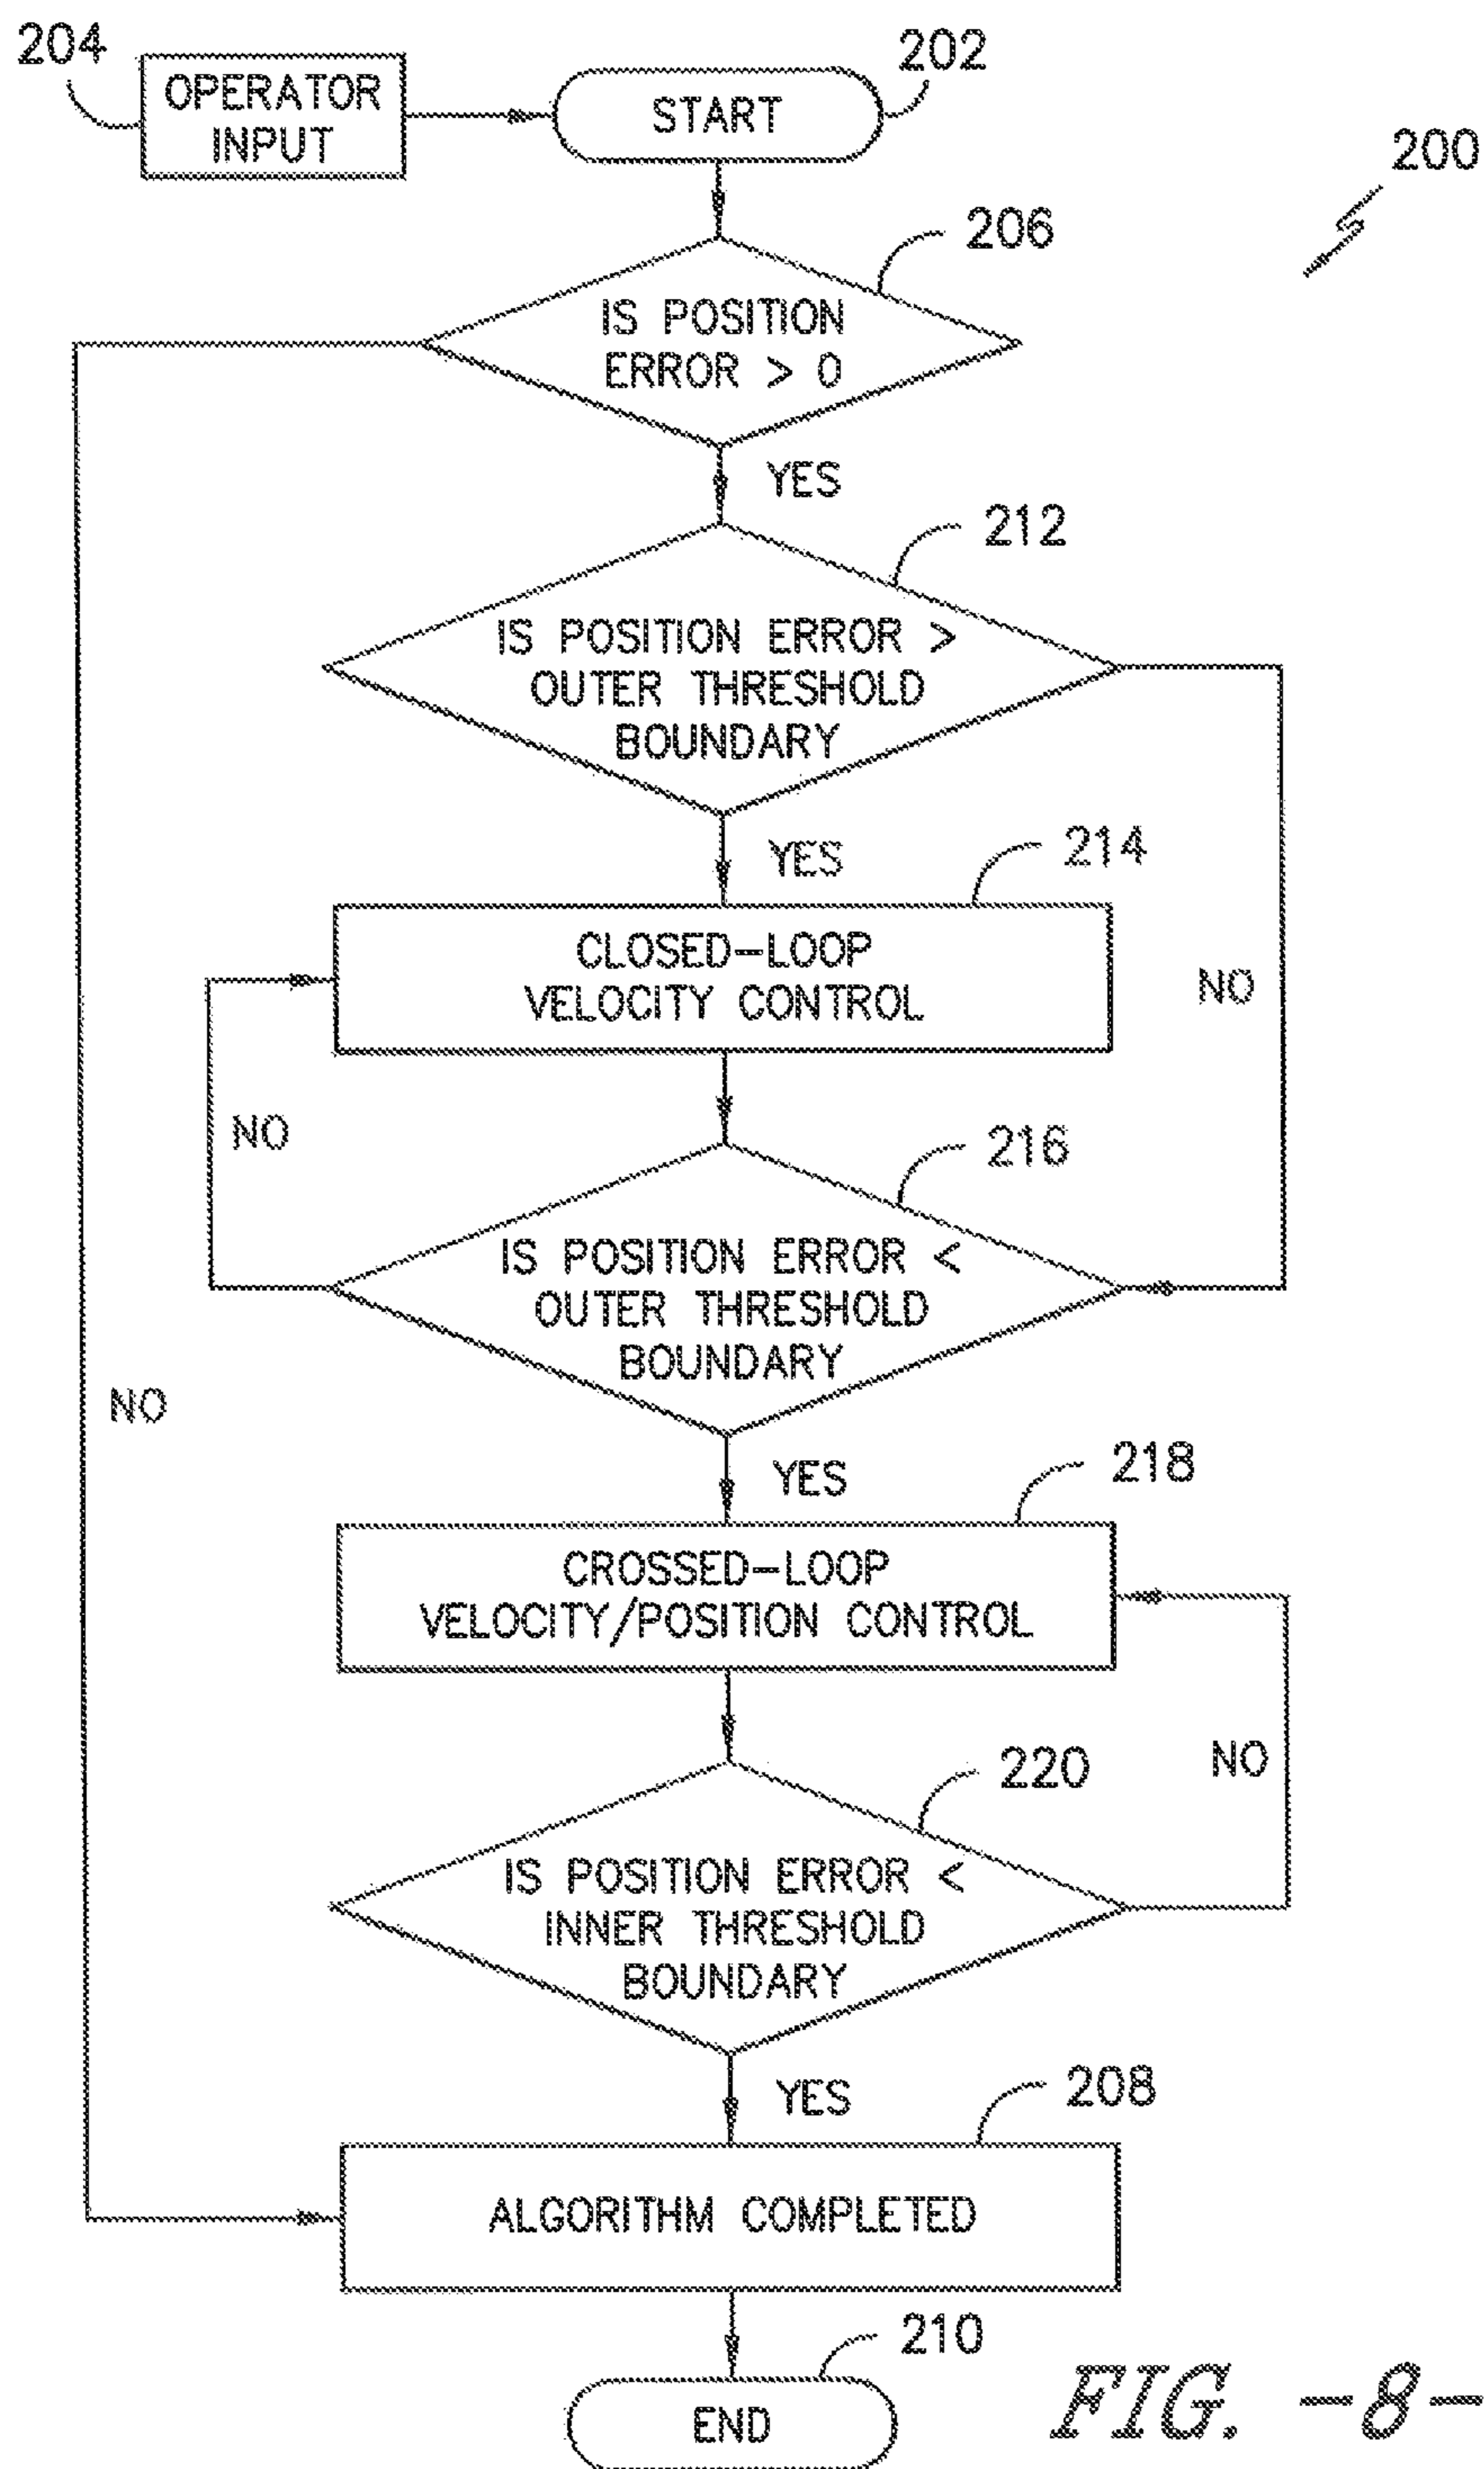 204
OPERATOR
INPUT
START
202
200
206
IS POSITION
ERROR > 0
YES
212
IS POSITION ERROR >
OUTER THRESHOLD
BOUNDARY
YES
214
CLOSED-LOOP
VELOCITY CONTROL
NO
NO
216
IS POSITION ERROR <
OUTER THRESHOLD
BOUNDARY
NO
YES
218
CROSSED-LOOP
VELOCITY/POSITION CONTROL
NO
220
IS POSITION ERROR <
INNER THRESHOLD
BOUNDARY
YES
208
ALGORITHM COMPLETED
210
END
FIG. -8-